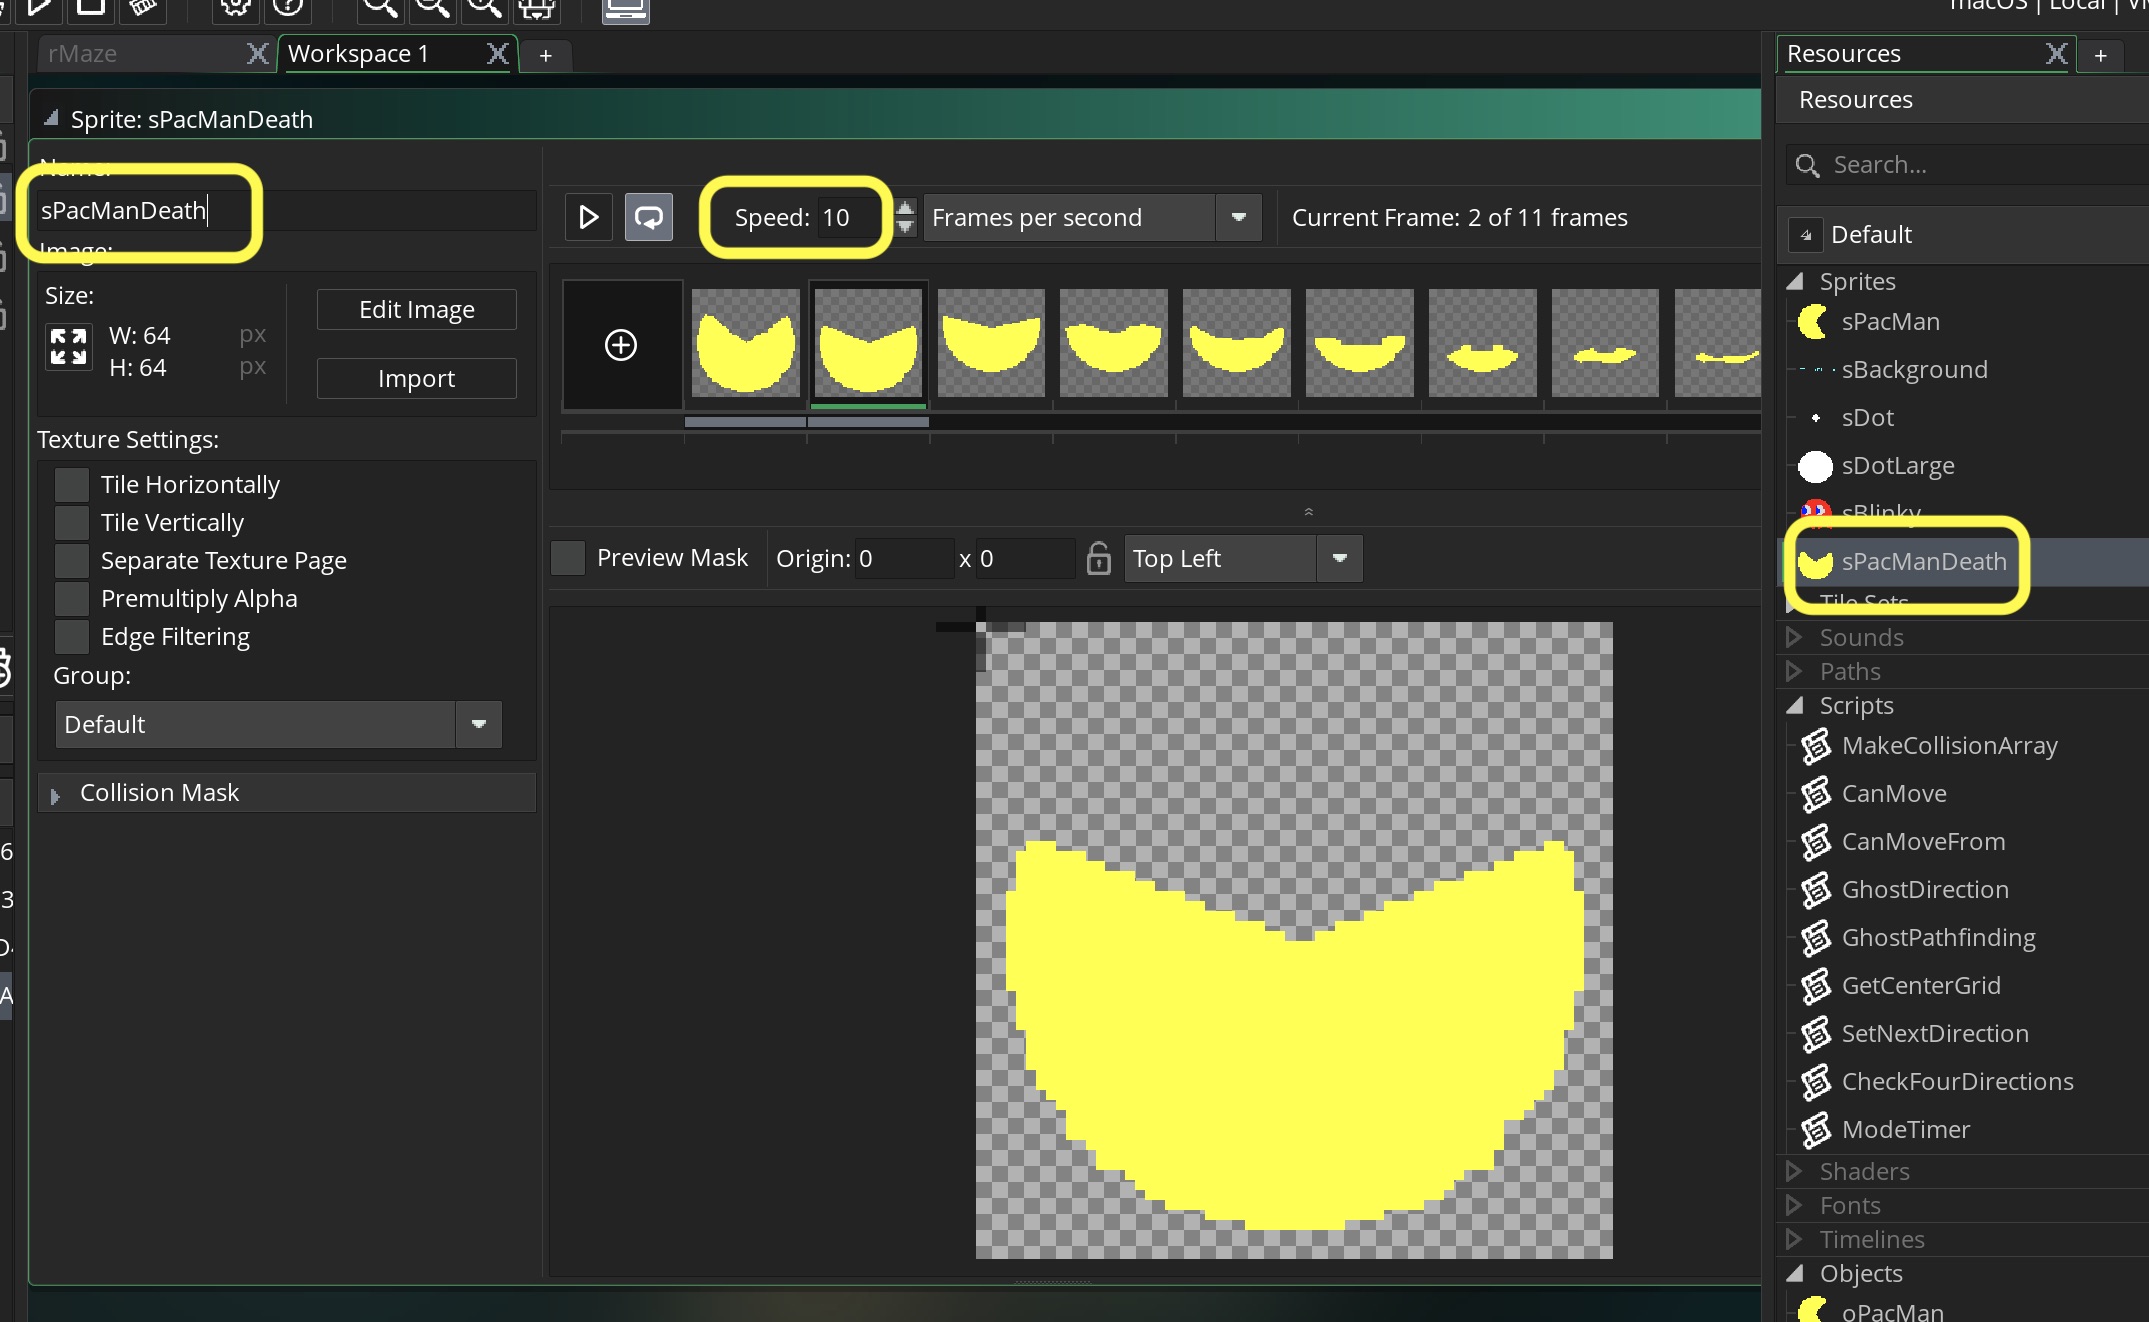 macOS | Local |
rMaze
Workspace 1
Resources
Sprite: sPacManDeath
Resources
Name:
sPacManDeath
Speed: 10
Frames per second
Current Frame: 2 of 11 frames
Search...
Default
Image:
Size:
W: 64 px
H: 64 px
Edit Image
Import
Texture Settings:
Tile Horizontally
Tile Vertically
Separate Texture Page
Premultiply Alpha
Edge Filtering
Group:
Default
Collision Mask
Preview Mask
Origin: 0 x 0
Top Left
Sprites
sPacMan
sBackground
sDot
sDotLarge
sBlinky
sPacManDeath
Tile Sets
Sounds
Paths
Scripts
MakeCollisionArray
CanMove
CanMoveFrom
GhostDirection
GhostPathfinding
GetCenterGrid
SetNextDirection
CheckFourDirections
ModeTimer
Shaders
Fonts
Timelines
Objects
oPacMan